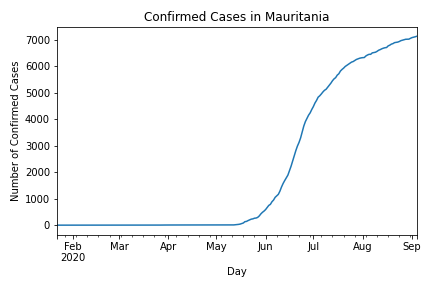 Confirmed Cases in Mauritania
Number of Confirmed Cases
7000
6000
5000
4000
3000
2000
1000
0
Feb Mar Apr May Jun Jul Aug Sep
2020
Day